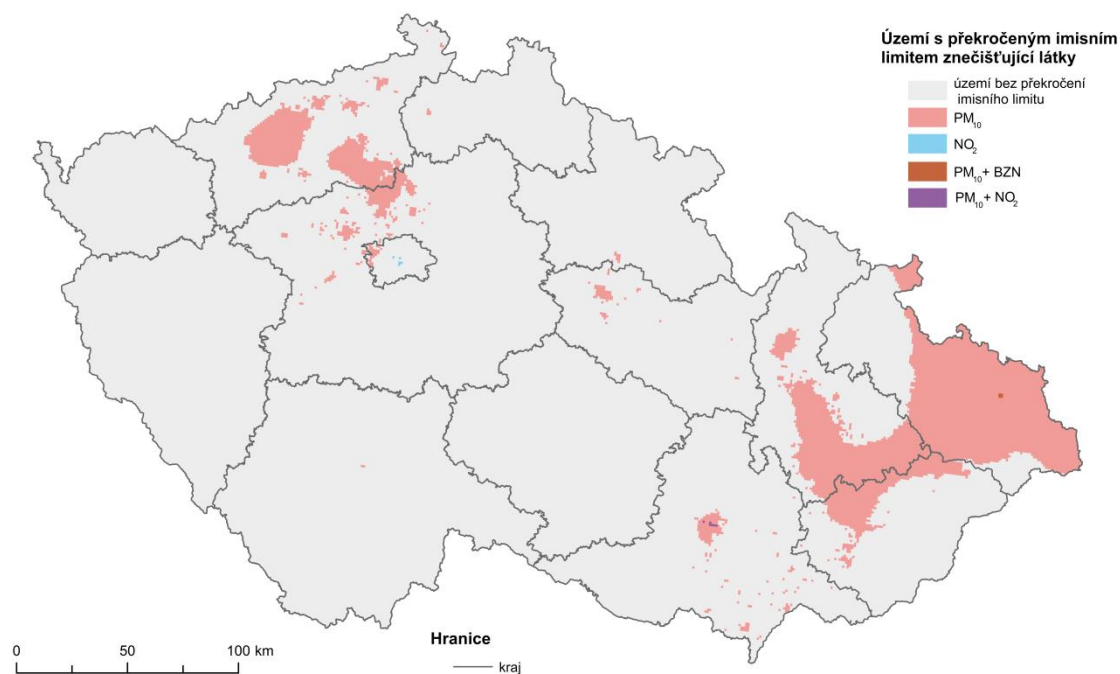 Území s překročeným imisním
limitem znečišťující látky
území bez překročení
imisního limitu
PM₁₀
NO₂
PM₁₀+ BZN
PM₁₀+ NO₂
Hranice
kraj
0 50 100 km